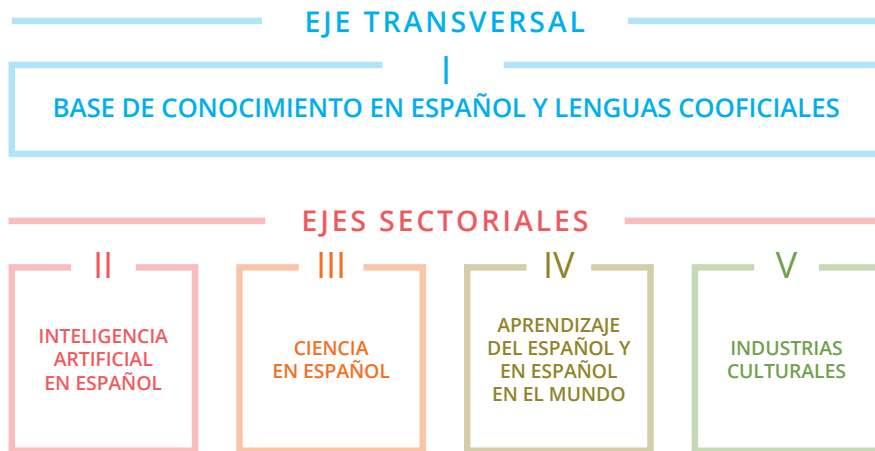 EJE TRANSVERSAL
I
BASE DE CONOCIMIENTO EN ESPAÑOL Y LENGUAS COOFICIALES
EJES SECTORIALES
II
INTELIGENCIA
ARTIFICIAL
EN ESPAÑOL
III
CIENCIA
EN ESPAÑOL
IV
APRENDIZAJE
DEL ESPAÑOL Y
EN ESPAÑOL
EN EL MUNDO
V
INDUSTRIAS
CULTURALES